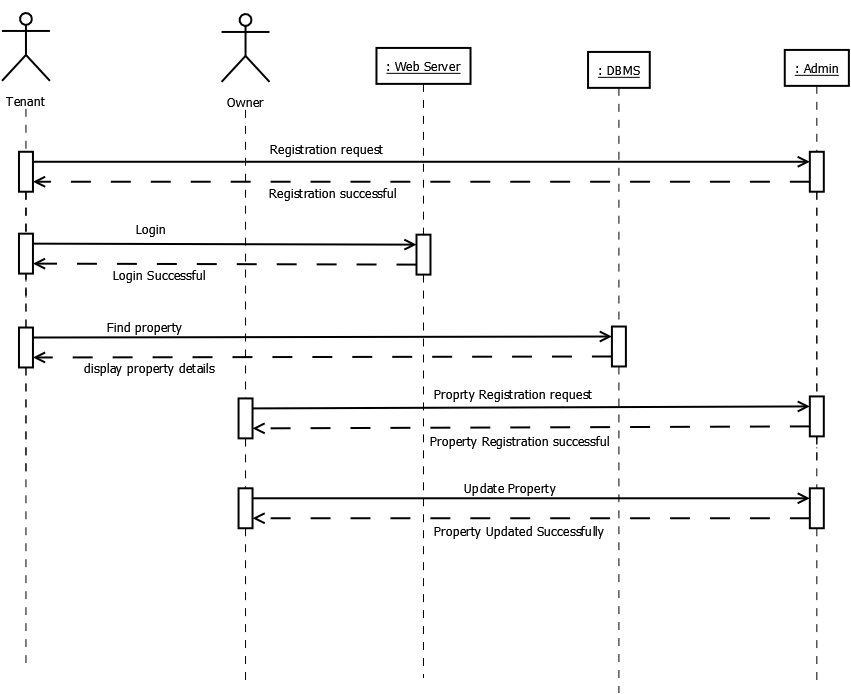 Tenant
Owner
: Web Server
: DBMS
: Admin
Registration request
Registration successful
Login
Login Successful
Find property
display property details
Proprty Registration request
Property Registration successful
Update Property
Property Updated Successfully